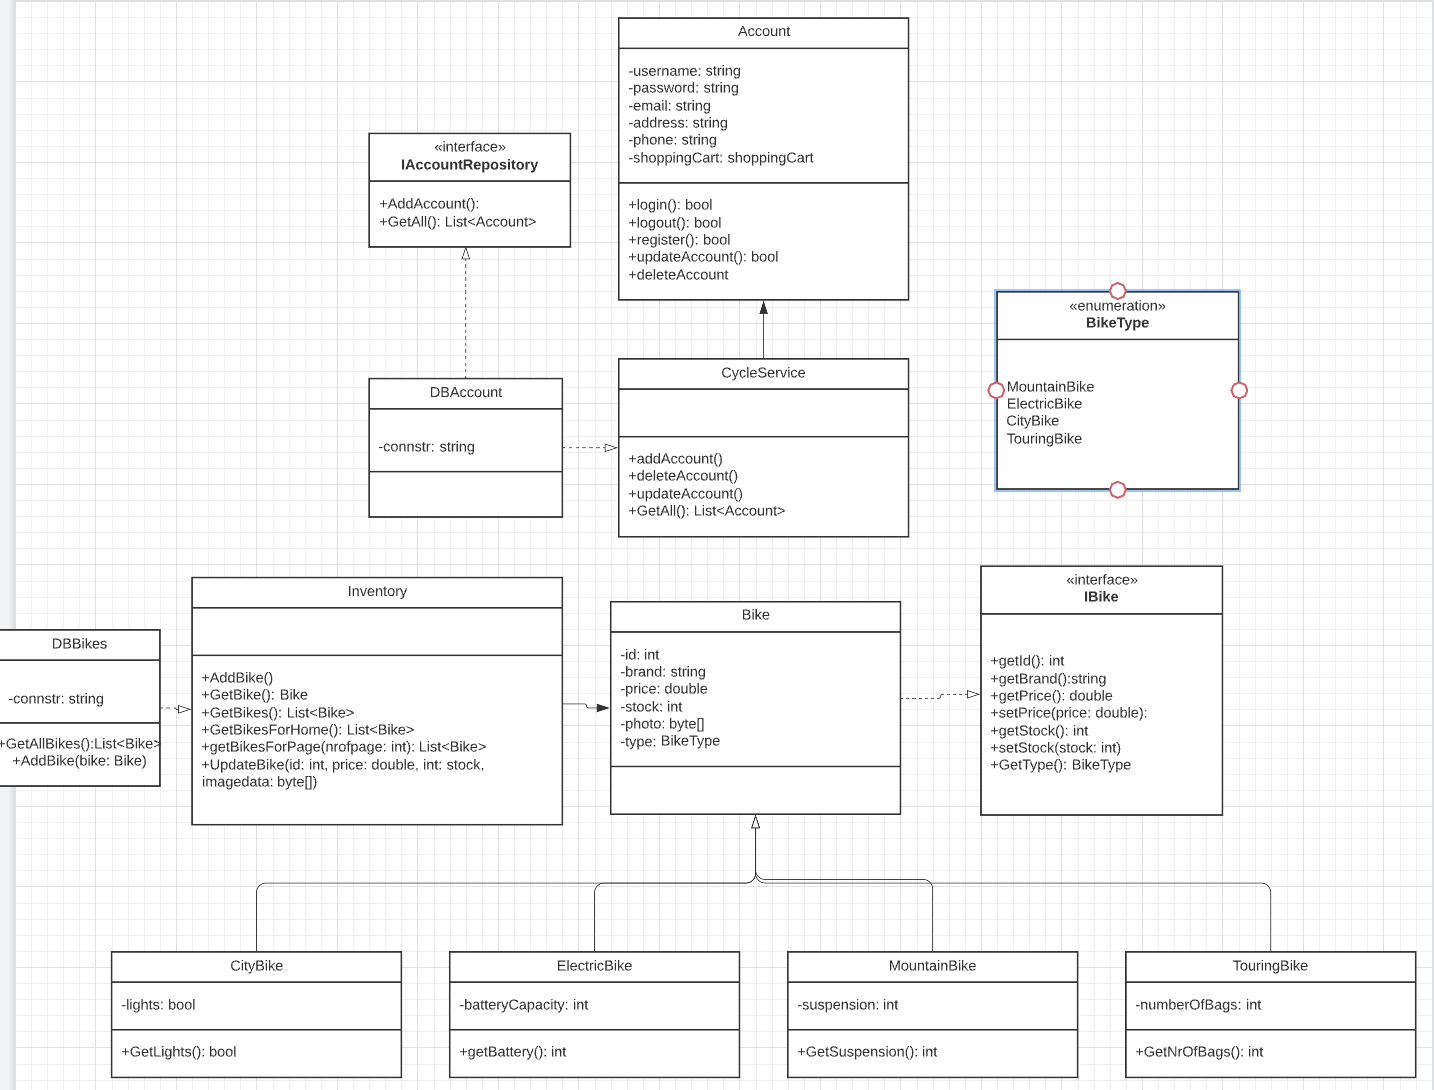 Account
-username: string
-password: string
-email: string
-address: string
-phone: string
-shoppingCart: shoppingCart
+login(): bool
+logout(): bool
+register(): bool
+updateAccount(): bool
+deleteAccount
«interface»
IAccountRepository
+AddAccount():
+GetAll(): List<Account>
«enumeration»
BikeType
MountainBike
ElectricBike
CityBike
TouringBike
DBAccount
-connstr: string
CycleService
+addAccount()
+deleteAccount()
+updateAccount()
+GetAll(): List<Account>
DBBikes
-connstr: string
+GetAllBikes():List<Bike>
+AddBike(bike: Bike)
Inventory
+AddBike()
+GetBike(): Bike
+GetBikes(): List<Bike>
+GetBikesForHome(): List<Bike>
+getBikesForPage(nrofpage: int): List<Bike>
+UpdateBike(id: int, price: double, int: stock,
imagedata: byte[])
Bike
-id: int
-brand: string
-price: double
-stock: int
-photo: byte[]
-type: BikeType
«interface»
IBike
+getId(): int
+getBrand():string
+getPrice(): double
+setPrice(price: double):
+getStock(): int
+setStock(stock: int)
+GetType(): BikeType
CityBike
-lights: bool
+GetLights(): bool
ElectricBike
-batteryCapacity: int
+getBattery(): int
MountainBike
-suspension: int
+GetSuspension(): int
TouringBike
-numberOfBags: int
+GetNrOfBags(): int